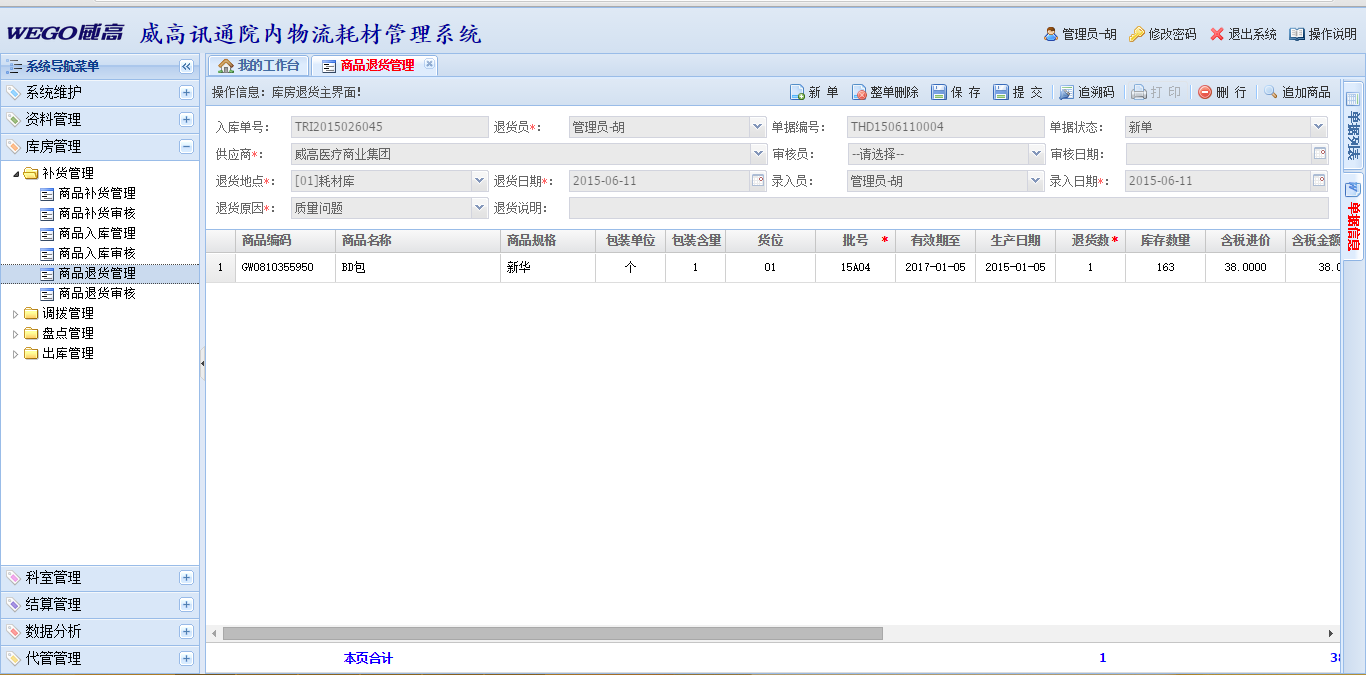 WEGO威高 威高讯通院内物流耗材管理系统
管理员-胡 修改密码 退出系统 操作说明
系统导航菜单
系统维护
资料管理
库房管理
补货管理
商品补货管理
商品补货审核
商品入库管理
商品入库审核
商品退货管理
商品退货审核
调拨管理
盘点管理
出库管理
科室管理
结算管理
数据分析
代管管理
我的工作台 商品退货管理
操作信息: 库房退货主界面! 新 单 整单删除 保 存 提 交 追溯码 打 印 删 行 追加商品
入库单号: TRI2015026045 退货员*: 管理员-胡 单据编号: THD1506110004 单据状态: 新单
供应商*: 威高医疗商业集团 审核员: --请选择-- 审核日期:
退货地点*: [01]耗材库 退货日期*: 2015-06-11 录入员: 管理员-胡 录入日期*: 2015-06-11
退货原因*: 质量问题 退货说明:
商品编码 商品名称 商品规格 包装单位 包装含量 货位 批号 * 有效期至 生产日期 退货数* 库存数量 含税进价 含税金额
1 GW0810355950 BD包 新华 个 1 01 15A04 2017-01-05 2015-01-05 1 163 38.0000 38.0
本页合计 1 38
单据列表
单据信息